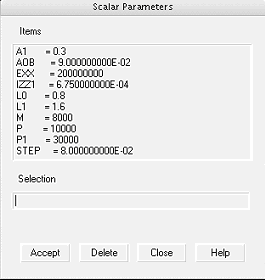 Scalar Parameters
Items
A1 = 0.3
AOB = 9.000000000E-02
EXX = 200000000
IZZ1 = 6.750000000E-04
L0 = 0.8
L1 = 1.6
M = 8000
P = 10000
P1 = 30000
STEP = 8.000000000E-02
Selection
Accept Delete Close Help